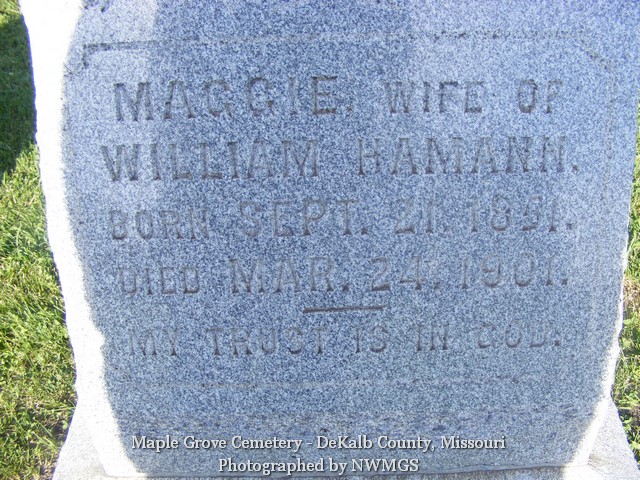 MAGGIE, WIFE OF
WILLIAM HAMANN.
BORN SEPT. 21, 1851.
DIED MAR. 24, 1901.
MY TRUST IS IN GOD.
Maple Grove Cemetery - DeKalb County, Missouri
Photographed by NWMGS